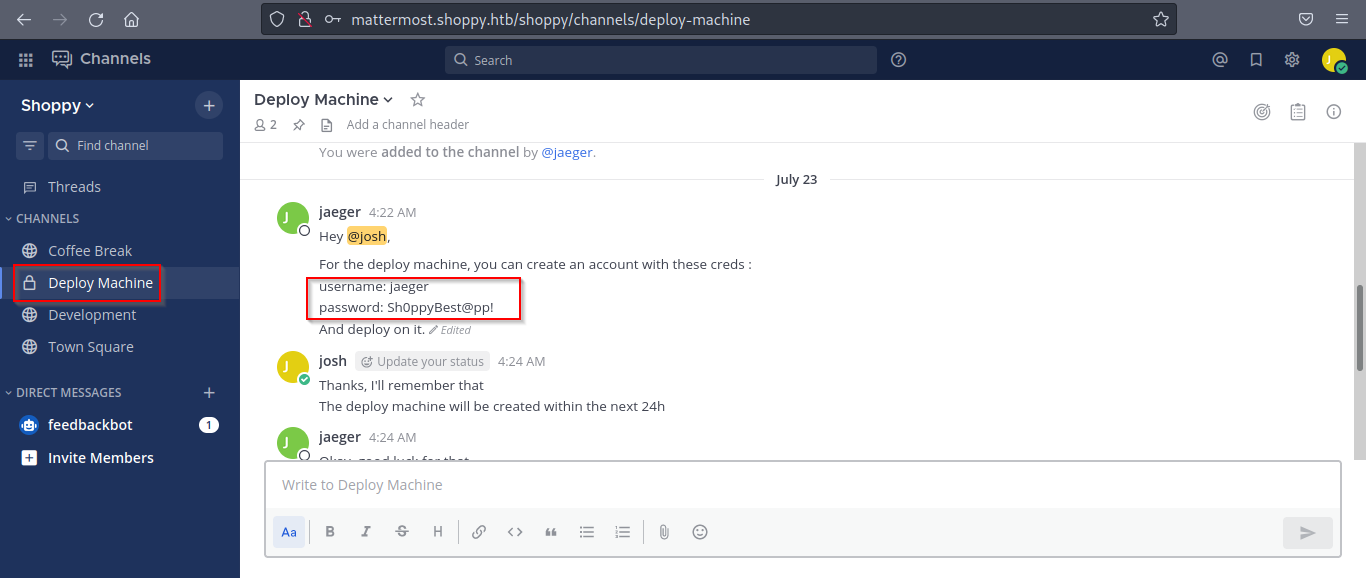 mattermost.shoppy.htb/shoppy/channels/deploy-machine
Channels
Search
J
Shoppy
Find channel
Threads
CHANNELS
Coffee Break
Deploy Machine
Development
Town Square
DIRECT MESSAGES
feedbackbot 1
Invite Members
Deploy Machine
2 Add a channel header
You were added to the channel by @jaeger.
July 23
J
jaeger 4:22 AM
Hey @josh,
For the deploy machine, you can create an account with these creds :
username: jaeger
password: Sh0ppyBest@pp!
And deploy on it. Edited
J
josh Update your status 4:24 AM
Thanks, I'll remember that
The deploy machine will be created within the next 24h
J
jaeger 4:24 AM
Okay, good luck for that
Write to Deploy Machine
Aa B I S H